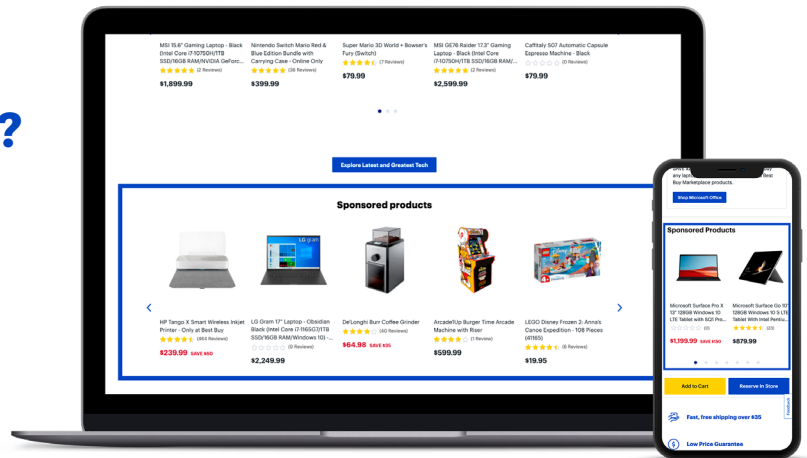 ?
MSI 15.6" Gaming Laptop - Black
(Intel Core i7-10750H/1TB
SSD/16GB RAM/NVIDIA GeForc...
(2 Reviews)
$1,899.99
Nintendo Switch Mario Red &
Blue Edition Bundle with
Carrying Case - Online Only
(36 Reviews)
$399.99
Super Mario 3D World + Bowser's
Fury (Switch)
(7 Reviews)
$79.99
MSI GE76 Raider 17.3" Gaming
Laptop - Black (Intel Core
i7-10750H/1TB SSD/16GB RAM/...
(2 Reviews)
$2,599.99
Caffitaly S07 Automatic Capsule
Espresso Machine - Black
(0 Reviews)
$79.99
Explore Latest and Greatest Tech
Sponsored products
LG gram
HP Tango X Smart Wireless Inkjet
Printer - Only at Best Buy
(464 Reviews)
$239.99 SAVE $60
LG Gram 17" Laptop - Obsidian
Black (Intel Core i7-1165G7/1TB
SSD/16GB RAM/Windows 10) -...
(0 Reviews)
$2,249.99
De'Longhi Burr Coffee Grinder
(40 Reviews)
$64.98 SAVE $35
Arcade1Up Burger Time Arcade
Machine with Riser
(1 Review)
$599.99
LEGO Disney Frozen 2: Anna's
Canoe Expedition - 108 Pieces
(41165)
(6 Reviews)
$19.95
Buy Marketplace products.
Shop Microsoft Office
Sponsored Products
Microsoft Surface Pro X
13" 128GB Windows 10
LTE Tablet with SQ1 Pro...
(0)
$1,199.99 SAVE $150
Microsoft Surface Go 10"
128GB Windows 10 S LTE
Tablet With Intel Pentiu...
(23)
$879.99
Add to Cart
Reserve in Store
Feedback
Fast, free shipping over $35
Low Price Guarantee